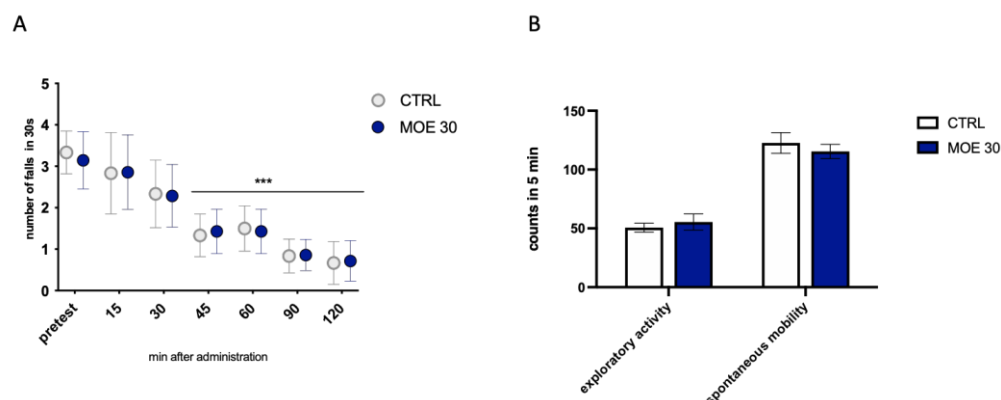 A
5
4
3
2
1
0
number of falls in 30s
CTRL
MOE 30
***
pretest
15
30
45
60
90
120
min after administration
B
150
100
50
0
counts in 5 min
CTRL
MOE 30
exploratory activity
spontaneous mobility